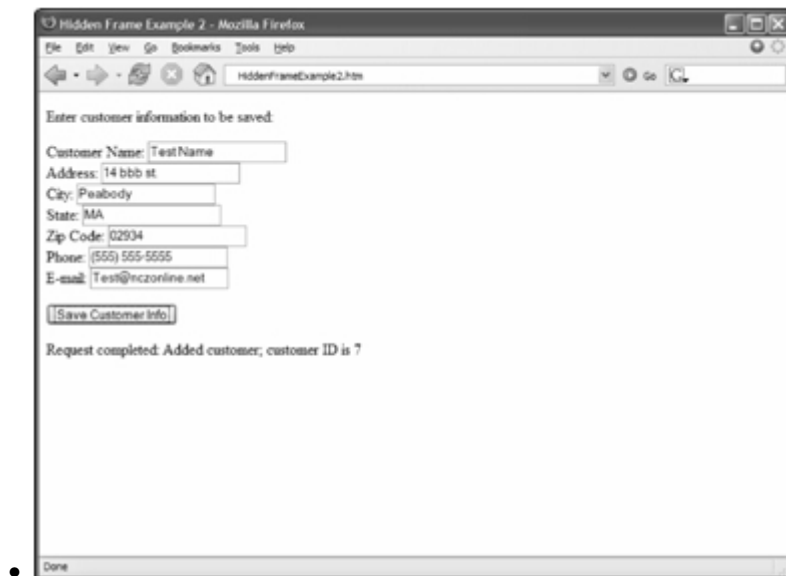 Hidden Frame Example 2 - Mozilla Firefox
File Edit View Go Bookmarks Tools Help
HiddenFrameExample2.htm Go G
Enter customer information to be saved:
Customer Name: Test Name
Address: 14 bbb st
City: Peabody
State: MA
Zip Code: 02934
Phone: (555) 555-5555
E-mail: Test@nczonline.net
Save Customer Info
Request completed: Added customer; customer ID is 7
Done